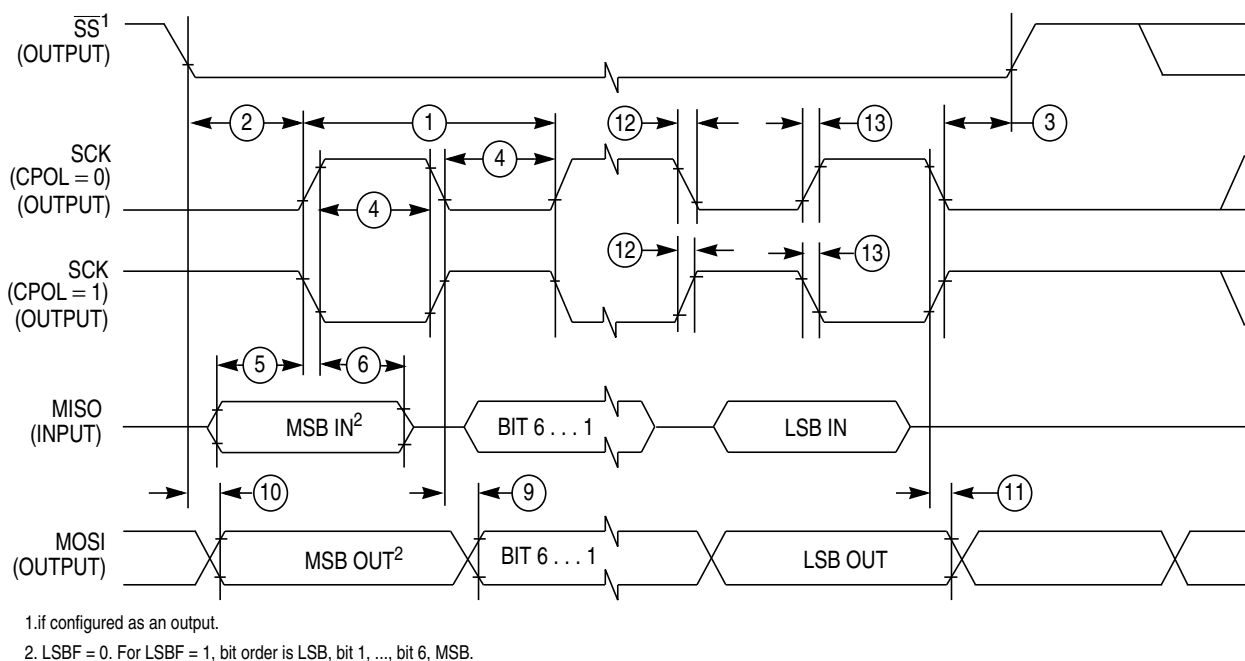 SS1
(OUTPUT)
2
1
12
13
3
SCK
(CPOL = 0)
(OUTPUT)
4
4
SCK
(CPOL = 1)
(OUTPUT)
12
13
5
6
MISO
(INPUT)
MSB IN2
BIT 6 . . . 1
LSB IN
10
9
11
MOSI
(OUTPUT)
MSB OUT2
BIT 6 . . . 1
LSB OUT
1.if configured as an output.
2. LSBF = 0. For LSBF = 1, bit order is LSB, bit 1, ..., bit 6, MSB.